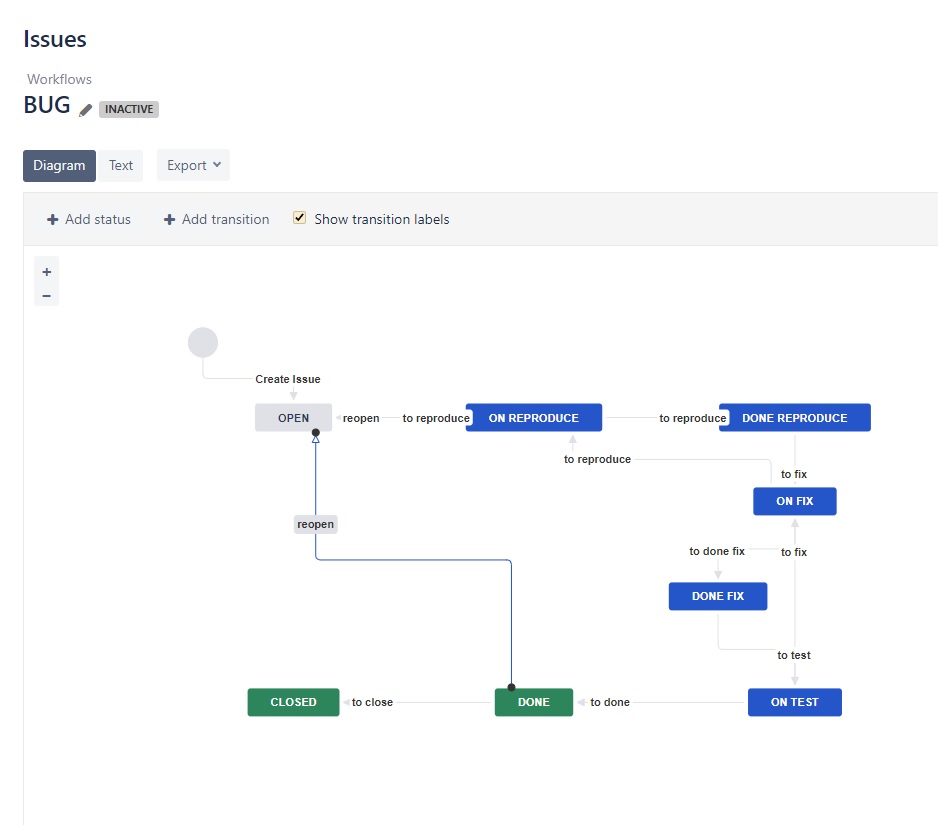 Issues
Workflows
BUG INACTIVE
Diagram Text Export
+ Add status + Add transition Show transition labels
+
−
Create Issue
OPEN reopen to reproduce ON REPRODUCE to reproduce DONE REPRODUCE
to reproduce
to fix
ON FIX
reopen
to done fix to fix
DONE FIX
to test
CLOSED to close DONE to done ON TEST